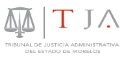 TJA
TRIBUNAL DE JUSTICIA ADMINISTRATIVA
DEL ESTADO DE MORELOS